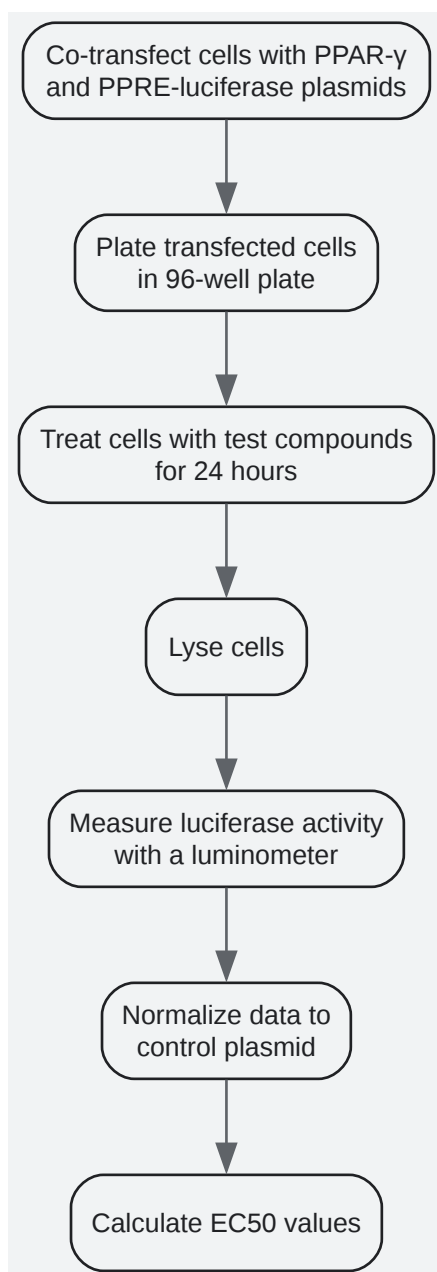 Co-transfect cells with PPAR-γ
and PPRE-luciferase plasmids
Plate transfected cells
in 96-well plate
Treat cells with test compounds
for 24 hours
Lyse cells
Measure luciferase activity
with a luminometer
Normalize data to
control plasmid
Calculate EC50 values